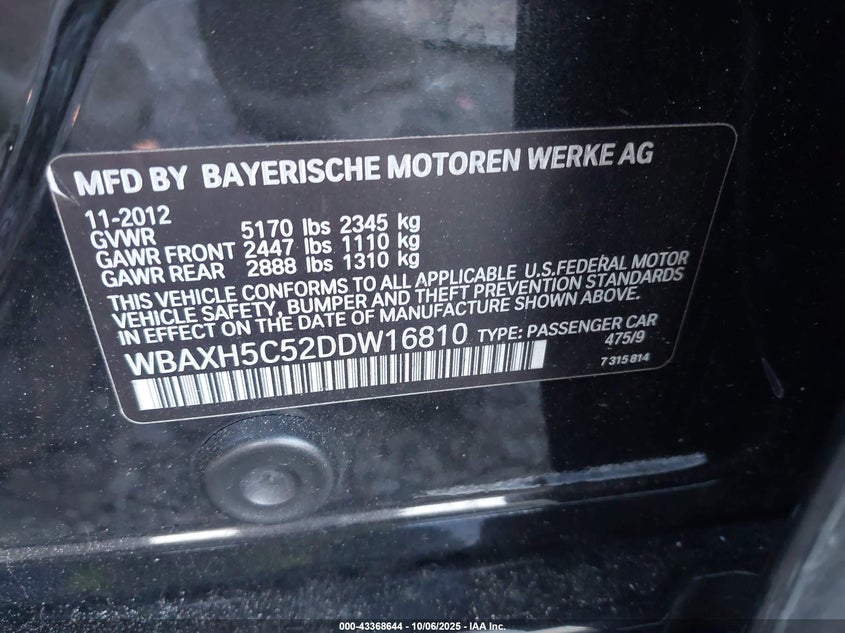 MFD BY BAYERISCHE MOTOREN WERKE AG
11-2012
GVWR 5170 lbs 2345 kg
GAWR FRONT 2447 lbs 1110 kg
GAWR REAR 2888 lbs 1310 kg
THIS VEHICLE CONFORMS TO ALL APPLICABLE U.S.FEDERAL MOTOR
VEHICLE SAFETY, BUMPER AND THEFT PREVENTION STANDARDS
IN EFFECT ON THE DATE OF MANUFACTURE SHOWN ABOVE.
WBAXH5C52DDW16810 TYPE: PASSENGER CAR
475/9
7 315 814
000-43368644 - 10/06/2025 - IAA Inc.